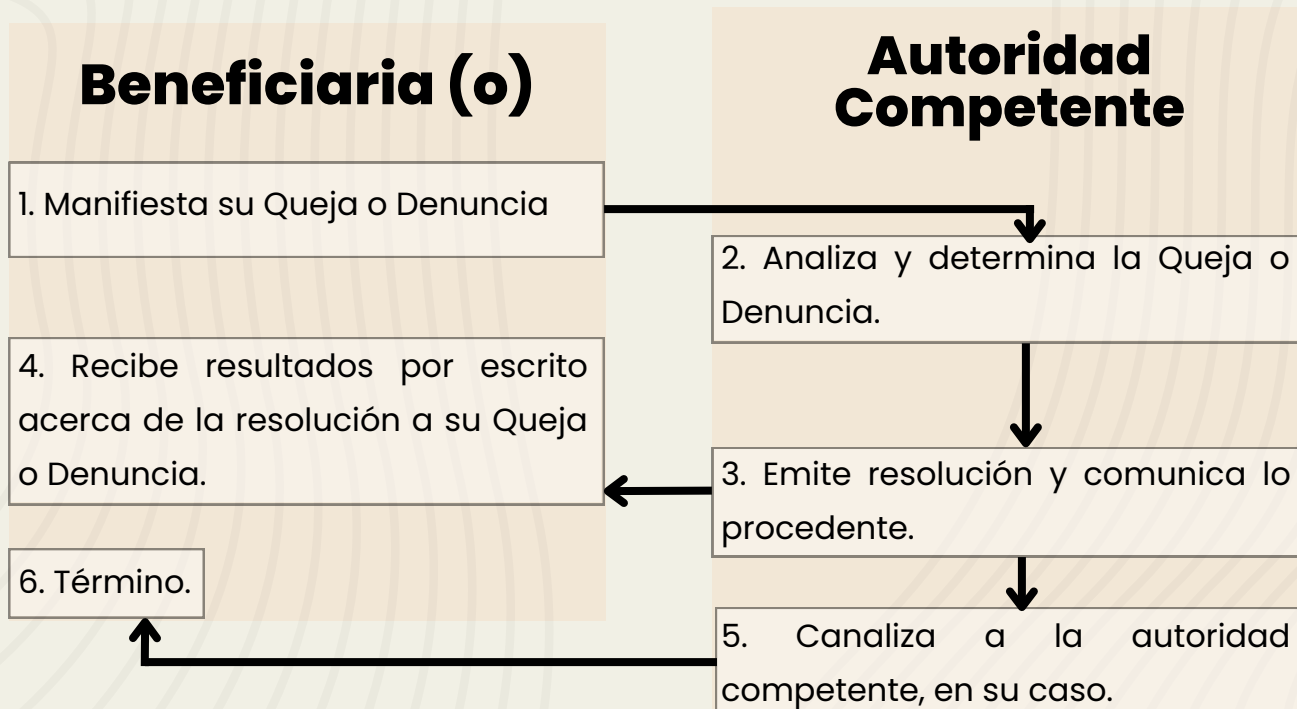 Beneficiaria (o)
Autoridad
Competente
1. Manifiesta su Queja o Denuncia
2. Analiza y determina la Queja o
Denuncia.
4. Recibe resultados por escrito
acerca de la resolución a su Queja
o Denuncia.
3. Emite resolución y comunica lo
procedente.
6. Término.
5. Canaliza a la autoridad
competente, en su caso.